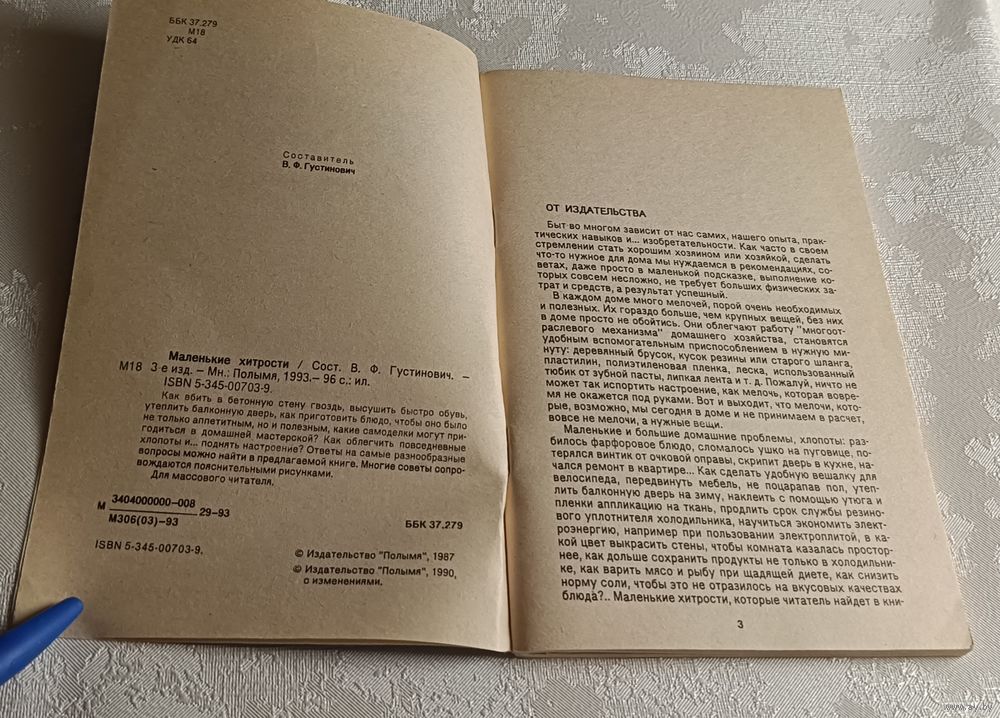 ББК 37.279
М18
УДК 64
Составитель
В. Ф. Густинович
Маленькие хитрости / Сост. В. Ф. Густинович. –
М18 3-е изд. – Мн.: Полымя, 1993.– 96 с.: ил.
ISBN 5-345-00703-9.
Как вбить в бетонную стену гвоздь, высушить быстро обувь,
утеплить балконную дверь, как приготовить блюдо, чтобы оно было
не только аппетитным, но и полезным, какие самоделки могут при-
годиться в домашней мастерской? Как облегчить повседневные
хлопоты и... поднять настроение? Ответы на самые разнообразные
вопросы можно найти в предлагаемой книге. Многие советы сопро-
вождаются пояснительными рисунками.
Для массового читателя.
М 3404000000–008
М306(03)–93
29–93
ББК 37.279
ISBN 5-345-00703-9.
© Издательство "Полымя", 1987
© Издательство "Полымя", 1990,
с изменениями.
ОТ ИЗДАТЕЛЬСТВА
Быт во многом зависит от нас самих, нашего опыта, прак-
тических навыков и... изобретательности. Как часто в своем
стремлении стать хорошим хозяином или хозяйкой, сделать
что-то нужное для дома мы нуждаемся в рекомендациях, со-
ветах, даже просто в маленькой подсказке, выполнение ко-
торых совсем несложно, не требует больших физических за-
трат и средств, а результат успешный.
В каждом доме много мелочей, порой очень необходимых
и полезных. Их гораздо больше, чем крупных вещей, без них
в доме просто не обойтись. Они облегчают работу "многоот-
раслевого механизма" домашнего хозяйства, становятся
удобным вспомогательным приспособлением в нужную ми-
нуту: деревянный брусок, кусок резины или старого шланга,
пластилин, полиэтиленовая пленка, леска, использованный
тюбик от зубной пасты, липкая лента и т. д. Пожалуй, ничто не
может так испортить настроение, как мелочь, которая вовре-
мя не окажется под руками. Вот и выходит, что мелочи, кото-
рые, возможно, мы сегодня в доме и не принимаем в расчет,
вовсе не мелочи, а нужные вещи.
Маленькие и большие домашние проблемы, хлопоты: раз-
билось фарфоровое блюдо, сломалось ушко на пуговице, по-
терялся винтик от очковой оправы, скрипит дверь в кухне, на-
чался ремонт в квартире... Как сделать удобную вешалку для
велосипеда, передвинуть мебель, не поцарапав пол, утеп-
лить балконную дверь на зиму, наклеить с помощью утюга и
пленки аппликацию на ткань, продлить срок службы резино-
вого уплотнителя холодильника, научиться экономить элект-
роэнергию, например при пользовании электроплитой, в ка-
кой цвет выкрасить стены, чтобы комната казалась простор-
нее, как дольше сохранить продукты не только в холодильни-
ке, как варить мясо и рыбу при щадящей диете, как снизить
норму соли, чтобы это не отразилось на вкусовых качествах
блюда?.. Маленькие хитрости, которые читатель найдет в кни-
3
www.ay.by